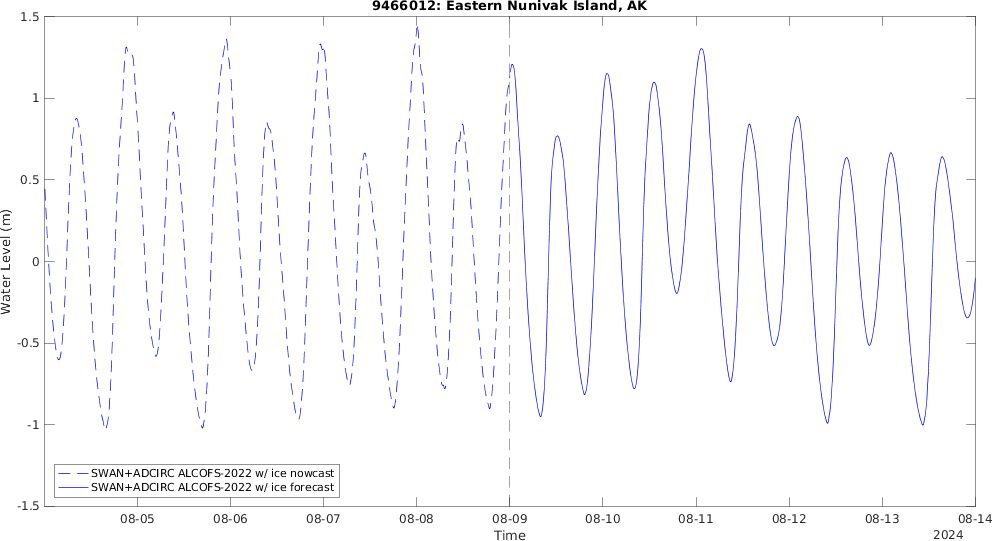 9466012: Eastern Nunivak Island, AK
1.5
1
0.5
0
-0.5
-1
-1.5
Water Level (m)
SWAN+ADCIRC ALCOFS-2022 w/ ice nowcast
SWAN+ADCIRC ALCOFS-2022 w/ ice forecast
08-05 08-06 08-07 08-08 08-09 08-10 08-11 08-12 08-13 08-14
Time
2024